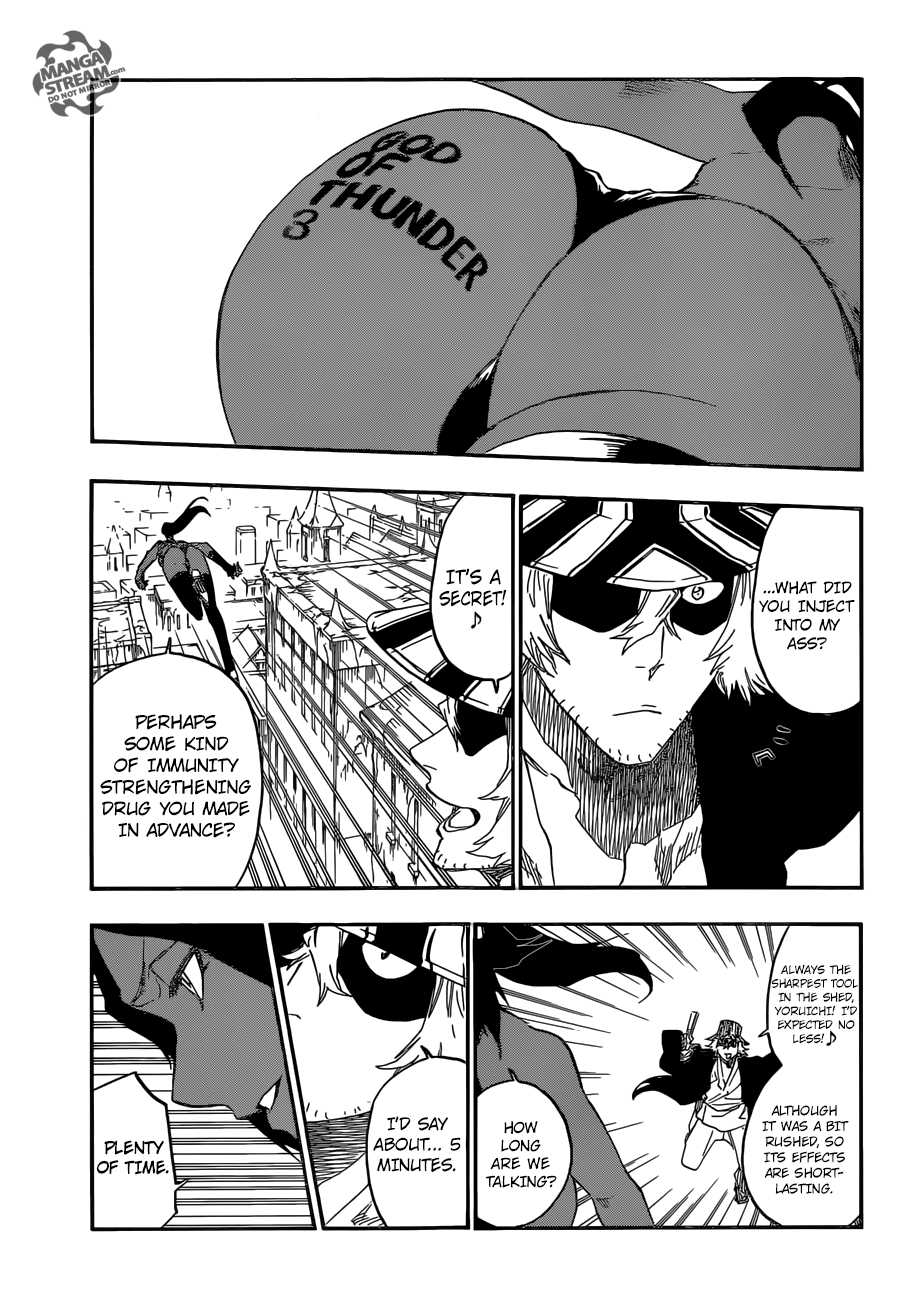 MANGA
STREAM.com
DO NOT MIRROR
GOD
OF
THUNDER
3
...WHAT DID
YOU INJECT
INTO MY
ASS?
IT'S A
SECRET!
♪
PERHAPS
SOME KIND
OF IMMUNITY
STRENGTHENING
DRUG YOU MADE
IN ADVANCE?
ALWAYS THE
SHARPEST TOOL
IN THE SHED,
YORUICHI! I'D
EXPECTED NO
LESS!♪
ALTHOUGH
IT WAS A BIT
RUSHED, SO
ITS EFFECTS
ARE SHORT-
LASTING.
HOW
LONG
ARE WE
TALKING?
I'D SAY
ABOUT... 5
MINUTES.
PLENTY
OF TIME.